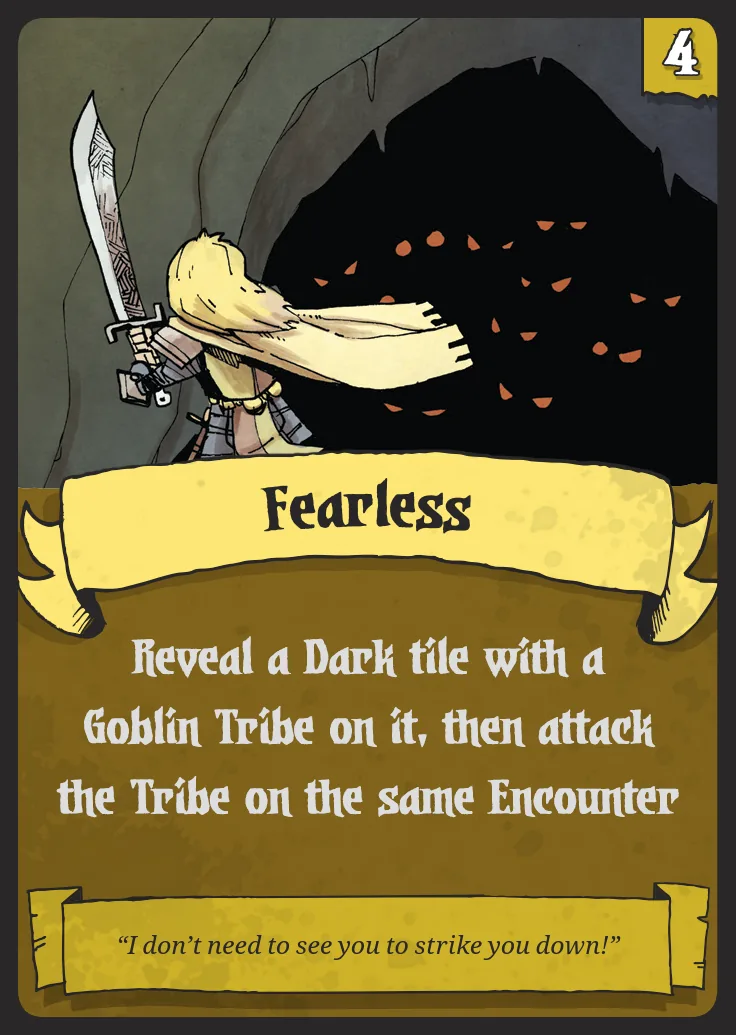 4
Fearless
Reveal a Dark tile with a
Goblin Tribe on it, then attack
the Tribe on the same Encounter
“I don’t need to see you to strike you down!”